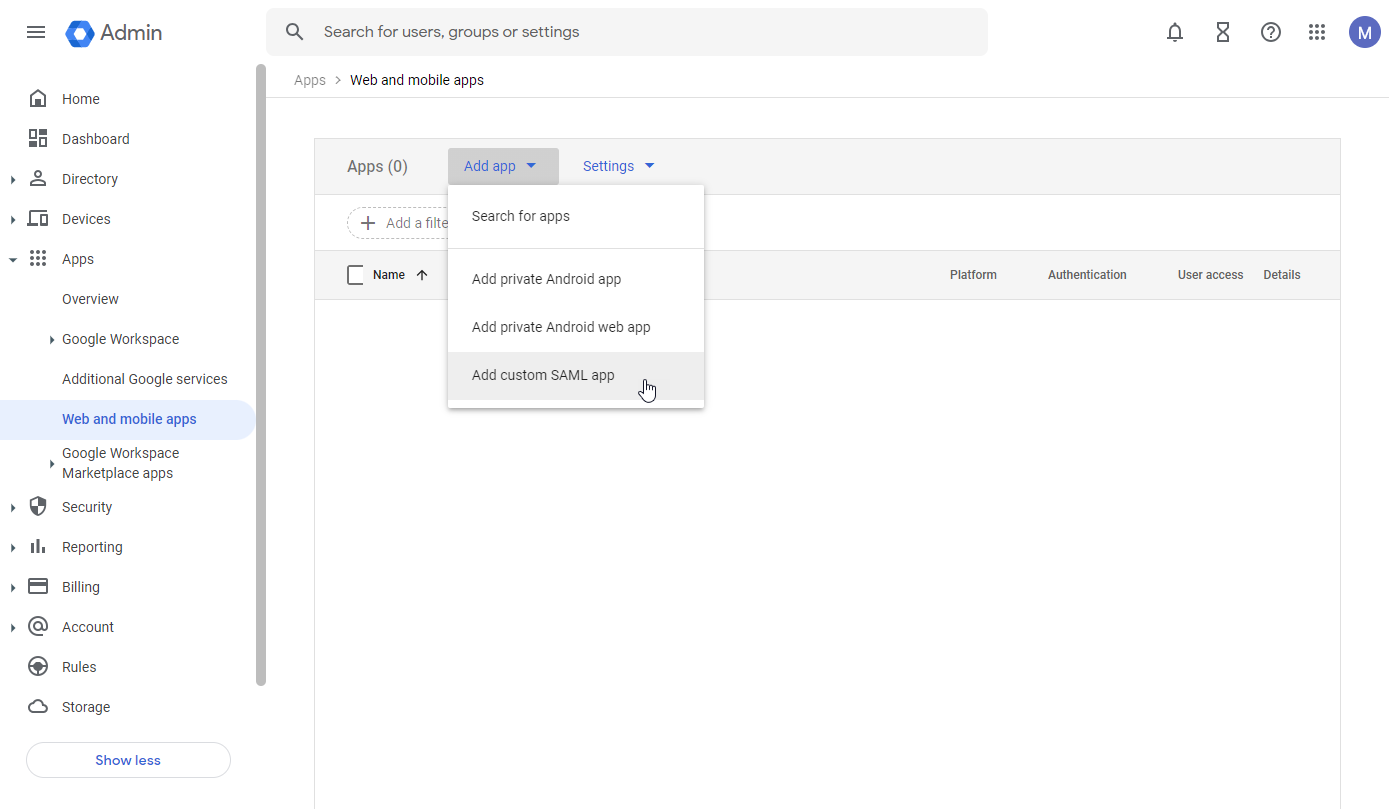 Admin
Search for users, groups or settings
M
Apps > Web and mobile apps
Home
Dashboard
Directory
Devices
Apps
Overview
Google Workspace
Additional Google services
Web and mobile apps
Google Workspace
Marketplace apps
Security
Reporting
Billing
Account
Rules
Storage
Show less
Apps (0)
Add app
Settings
Add a filte
Search for apps
Add private Android app
Add private Android web app
Add custom SAML app
Name
Platform
Authentication
User access
Details